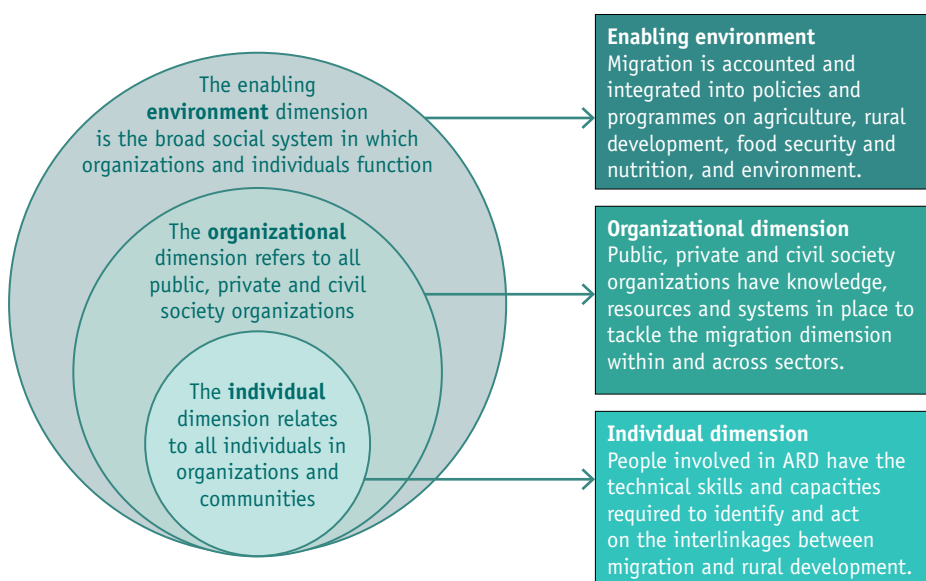 The enabling
environment dimension
is the broad social system in which
organizations and individuals function
The organizational
dimension refers to all
public, private and civil
society organizations
The individual
dimension relates
to all individuals in
organizations and
communities
Enabling environment
Migration is accounted and
integrated into policies and
programmes on agriculture, rural
development, food security and
nutrition, and environment.
Organizational dimension
Public, private and civil society
organizations have knowledge,
resources and systems in place to
tackle the migration dimension
within and across sectors.
Individual dimension
People involved in ARD have the
technical skills and capacities
required to identify and act
on the interlinkages between
migration and rural development.